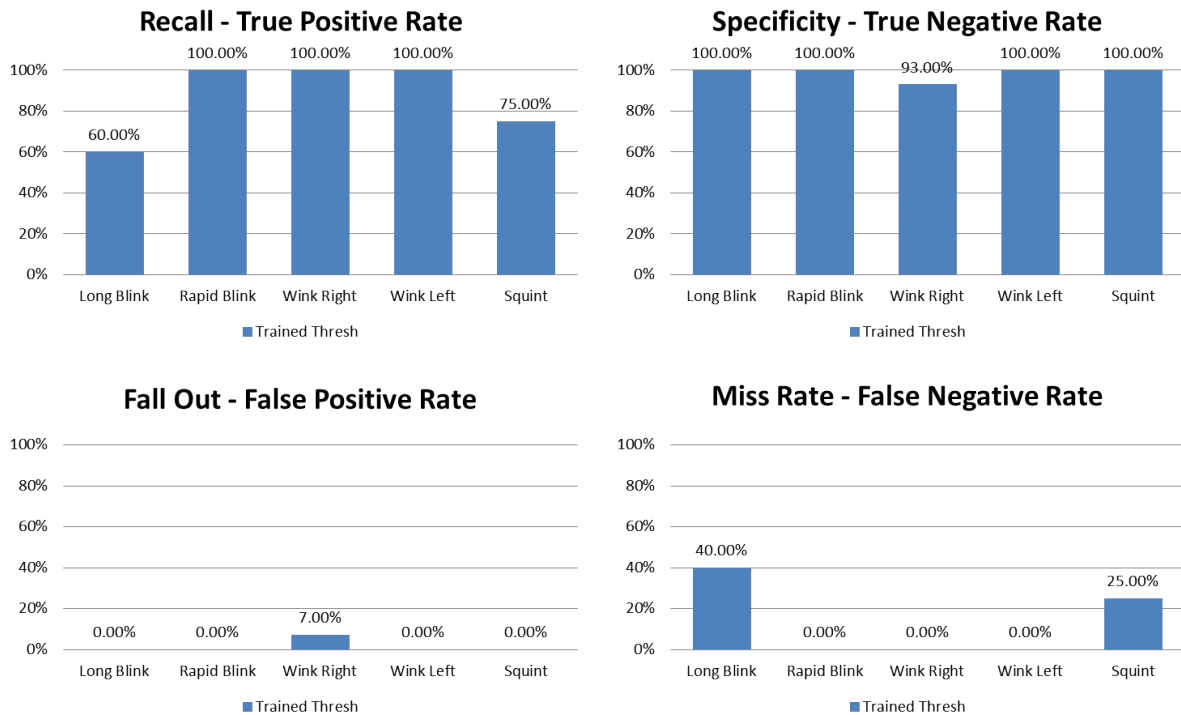 Recall - True Positive Rate
100.00% 100.00% 100.00%
100%
75.00%
80%
60.00%
60%
40%
20%
0%
Long Blink Rapid Blink Wink Right Wink Left Squint
Trained Thresh
Specificity - True Negative Rate
100.00% 100.00% 100.00% 100.00%
93.00%
100%
80%
60%
40%
20%
0%
Long Blink Rapid Blink Wink Right Wink Left Squint
Trained Thresh
Fall Out - False Positive Rate
100%
80%
60%
40%
20%
7.00%
0.00% 0.00% 0.00% 0.00%
0%
Long Blink Rapid Blink Wink Right Wink Left Squint
Trained Thresh
Miss Rate - False Negative Rate
100%
80%
60%
40.00%
40%
25.00%
20%
0.00% 0.00% 0.00%
0%
Long Blink Rapid Blink Wink Right Wink Left Squint
Trained Thresh